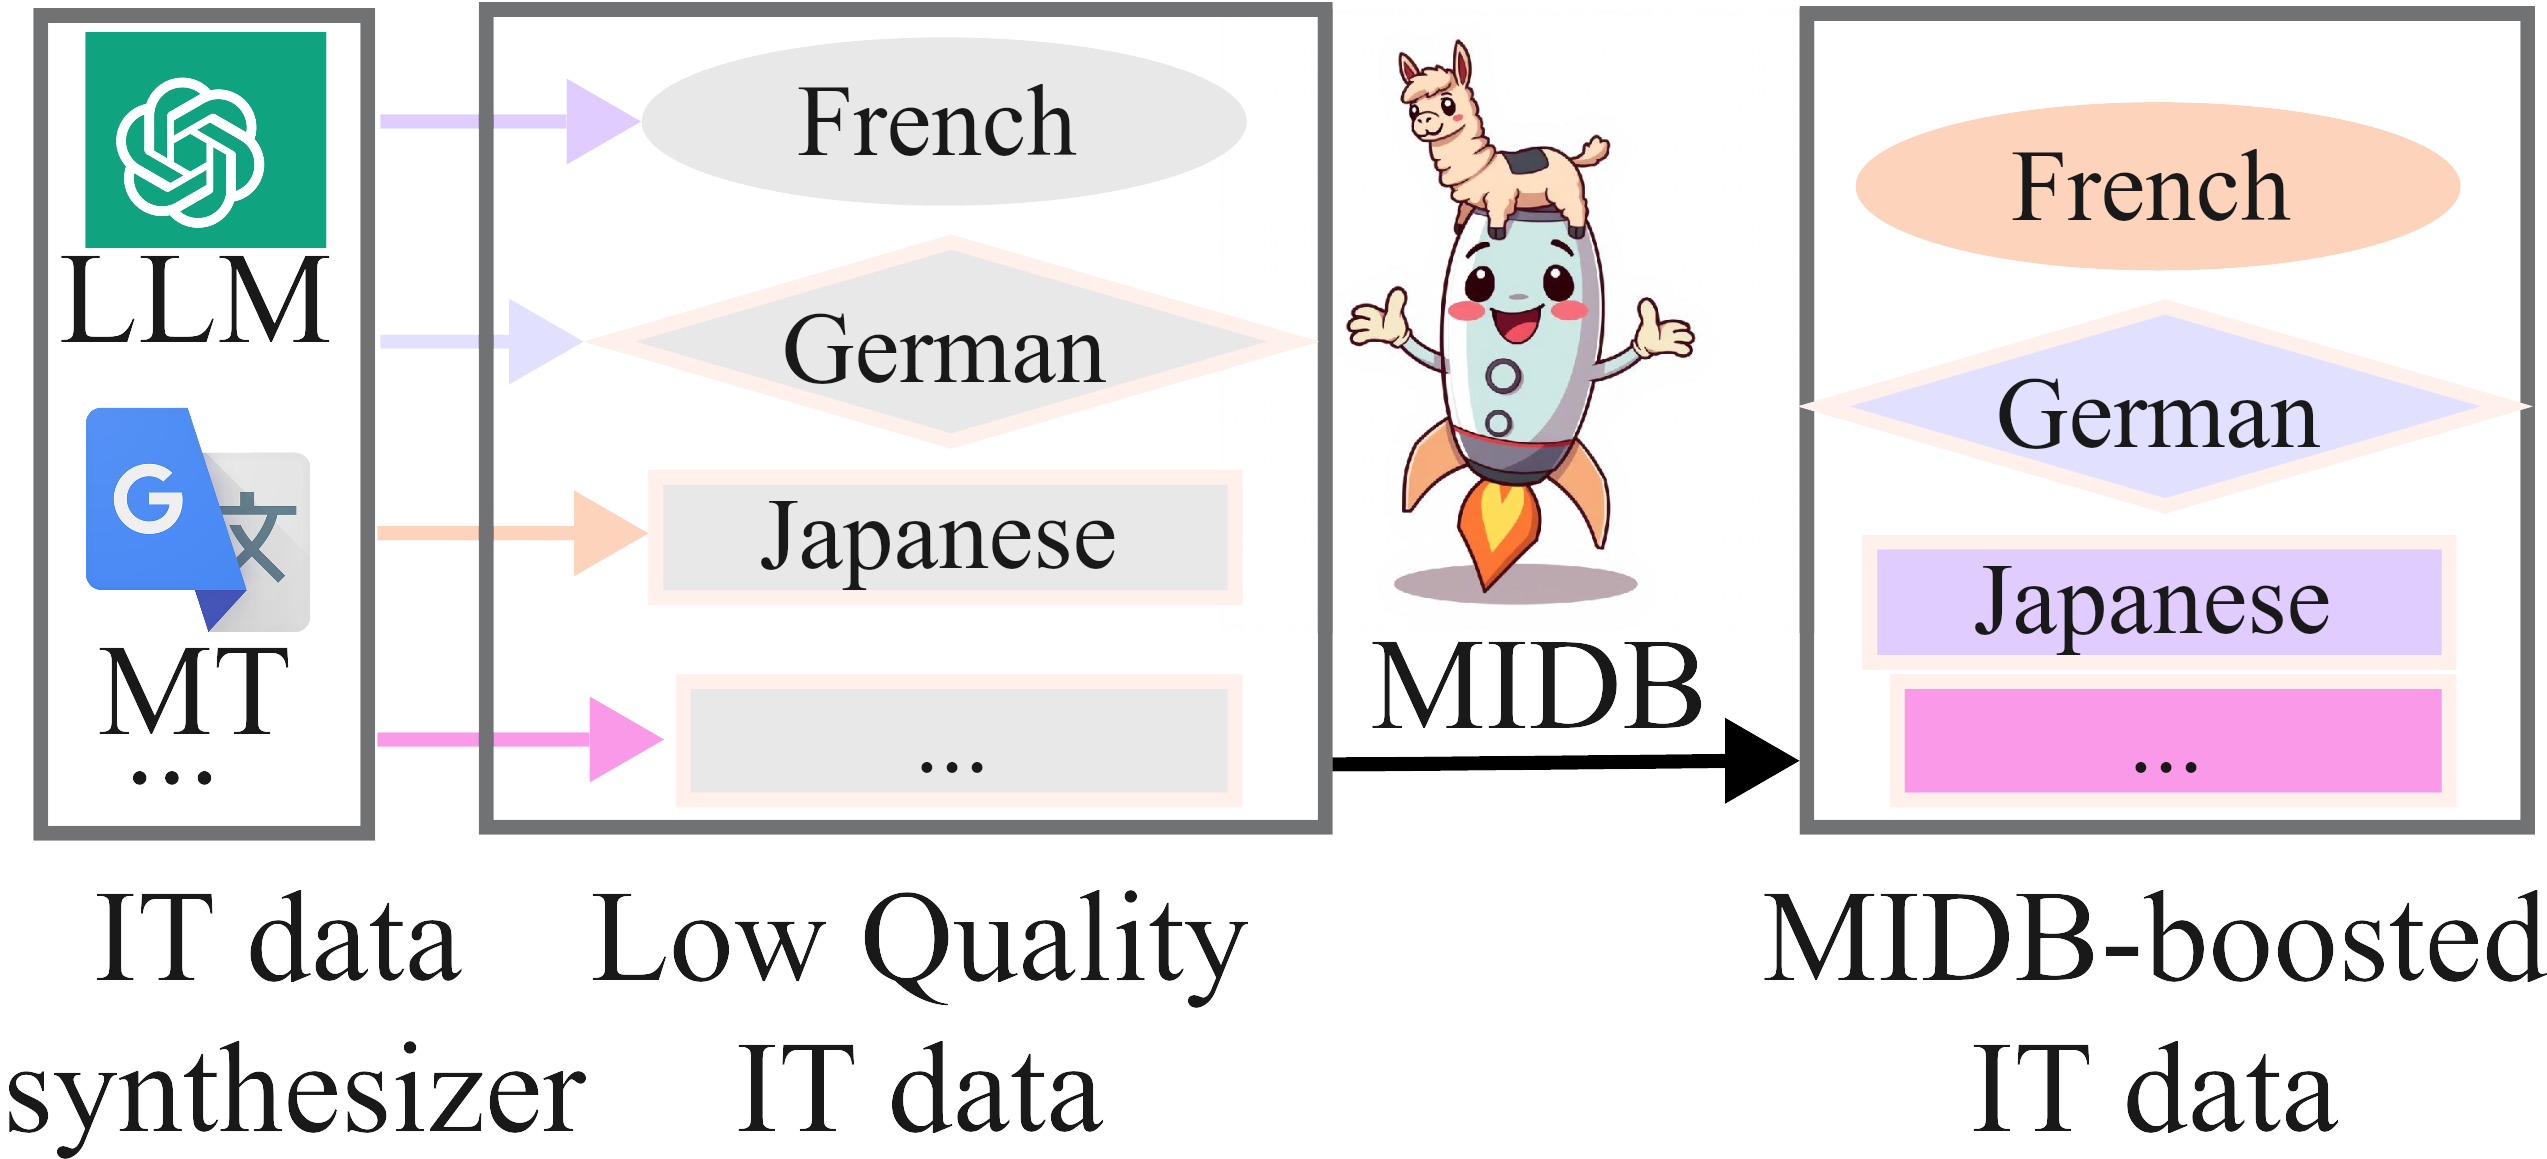 LLM
G
文
MT
...
French
German
Japanese
...
MIDB
French
German
Japanese
...
IT data
synthesizer
Low Quality
IT data
MIDB-boosted
IT data